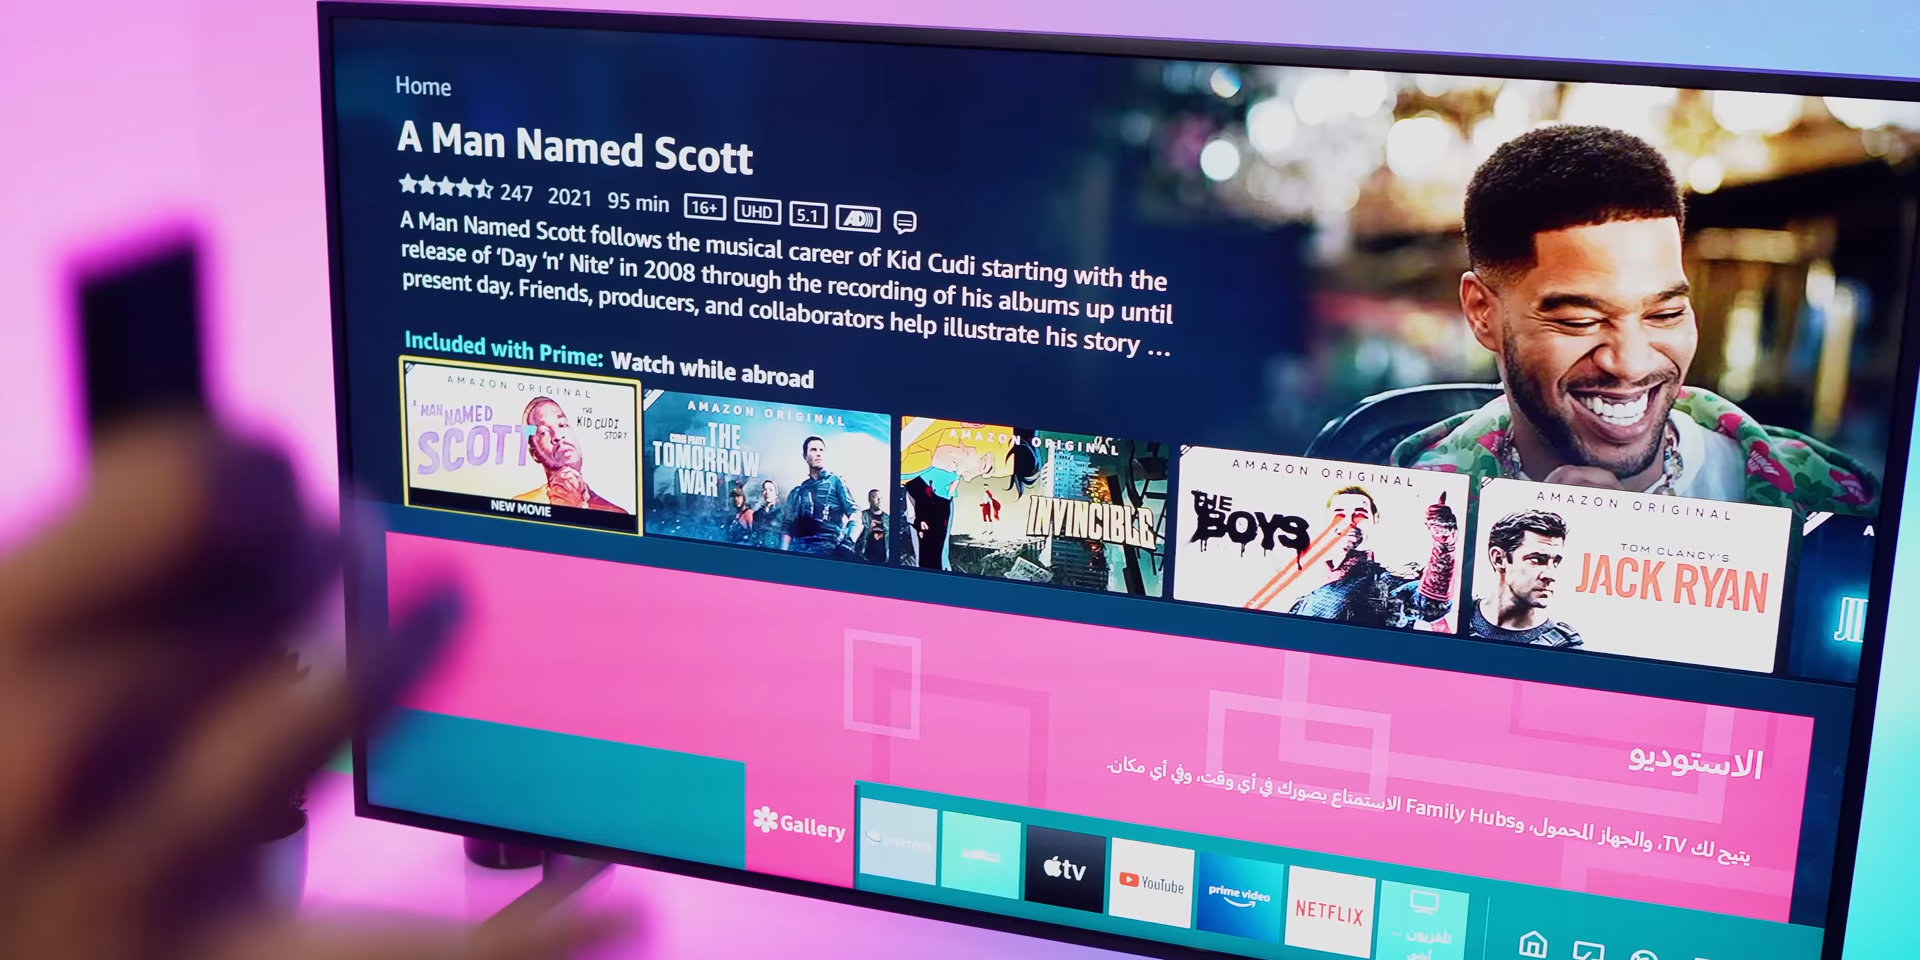 Home
A Man Named Scott
247 2021 95 min 16+ UHD 5.1 AD
A Man Named Scott follows the musical career of Kid Cudi starting with the
release of ‘Day ‘n’ Nite’ in 2008 through the recording of his albums up until
present day. Friends, producers, and collaborators help illustrate his story ...
Included with Prime: Watch while abroad
AMAZON ORIGINAL
A MAN NAMED
SCOTT
THE
KID CUDI
STORY
NEW MOVIE
AMAZON ORIGINAL
CHRIS PRATT
THE
TOMORROW
WAR
AMAZON ORIGINAL
INVINCIBLE
AMAZON ORIGINAL
THE
BOYS
AMAZON ORIGINAL
TOM CLANCY'S
JACK RYAN
الاستوديو
الاستمتاع بصورك في أي وقت، وفي أي مكان.
يتيح لك TV، والجهاز المحمول، وFamily Hubs
Gallery
tv
YouTube
prime video
NETFLIX
تلفزيون ...